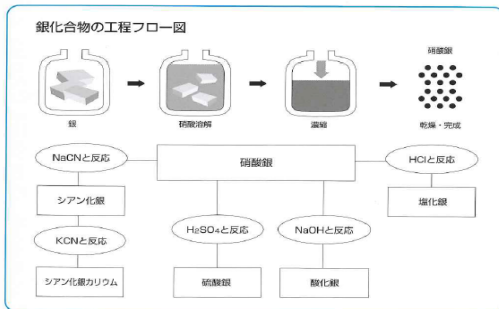 銀化合物の工程フロー図
硝酸銀
銀
硝酸溶解
濃縮
乾燥・完成
NaCNと反応
硝酸銀
HClと反応
シアン化銀
塩化銀
KCNと反応
H₂SO₄と反応
NaOHと反応
シアン化銀カリウム
硫酸銀
酸化銀